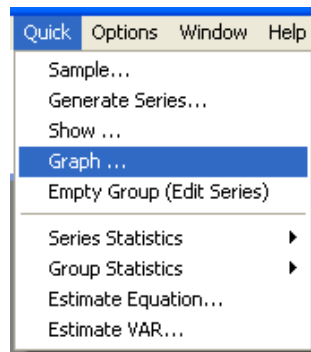 Quick Options Window Help
Sample...
Generate Series...
Show ...
Graph ...
Empty Group (Edit Series)
Series Statistics
Group Statistics
Estimate Equation...
Estimate VAR...